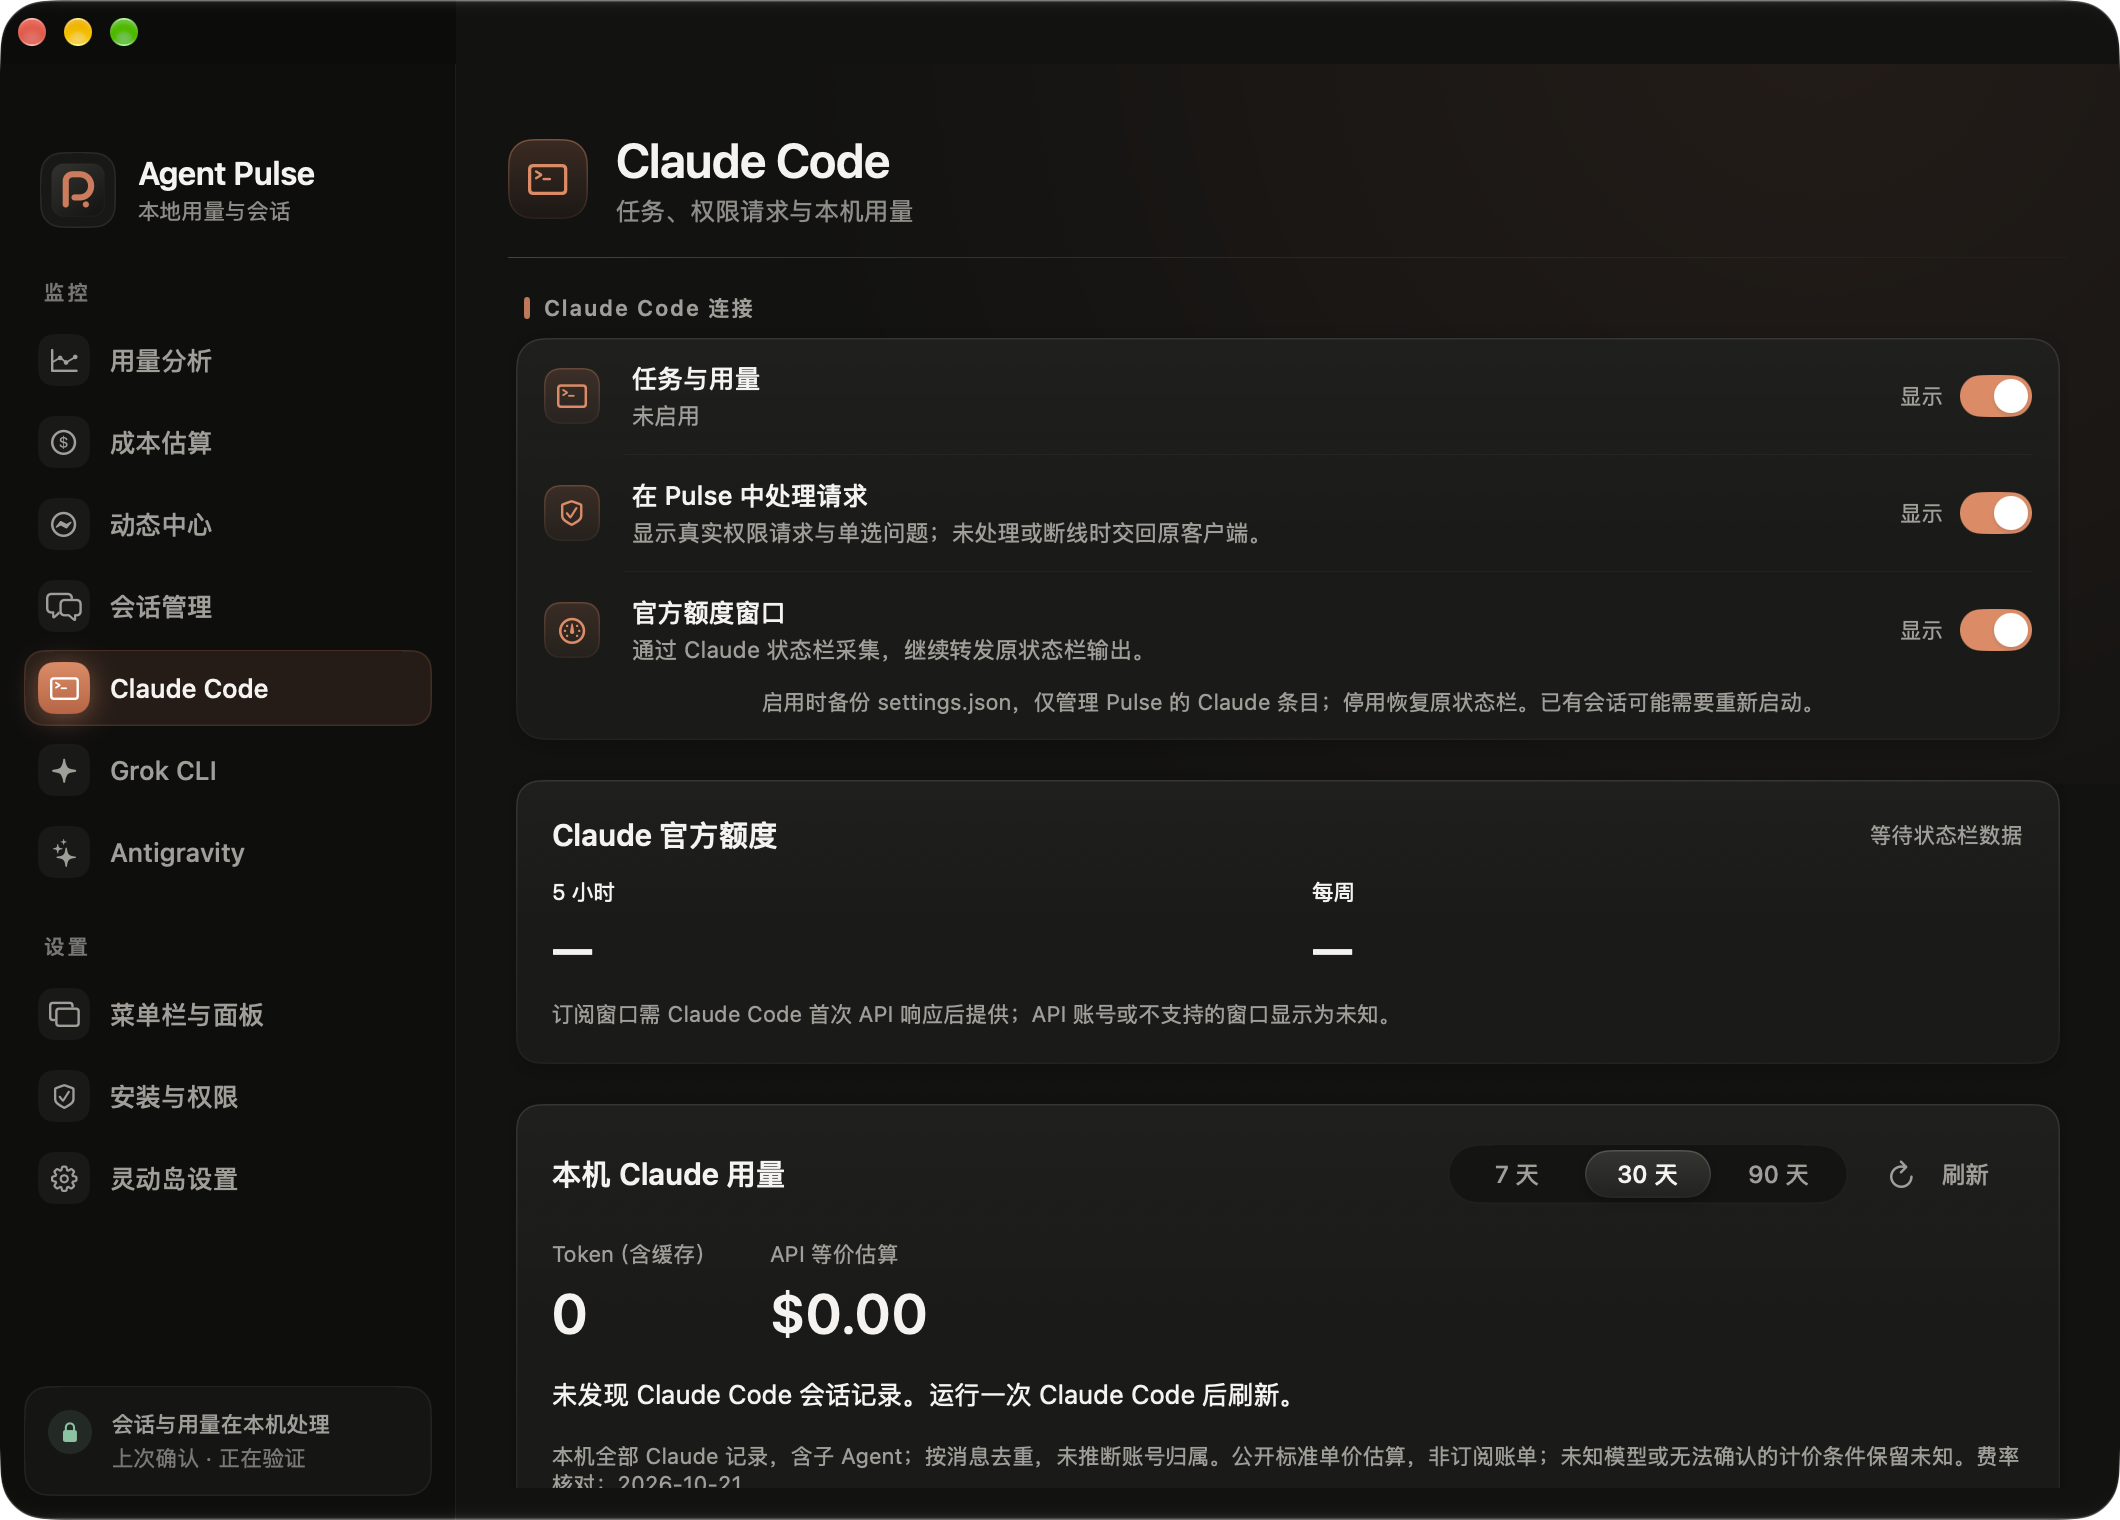 Agent Pulse
本地用量与会话
监控
用量分析
成本估算
动态中心
会话管理
Claude Code
Grok CLI
Antigravity
设置
菜单栏与面板
安装与权限
灵动岛设置
会话与用量在本机处理
上次确认 · 正在验证
Claude Code
任务、权限请求与本机用量
Claude Code 连接
任务与用量
未启用
显示
在 Pulse 中处理请求
显示真实权限请求与单选问题；未处理或断线时交回原客户端。
显示
官方额度窗口
通过 Claude 状态栏采集，继续转发原状态栏输出。
显示
启用时备份 settings.json，仅管理 Pulse 的 Claude 条目；停用恢复原状态栏。已有会话可能需要重新启动。
Claude 官方额度
等待状态栏数据
5 小时
每周
—
—
订阅窗口需 Claude Code 首次 API 响应后提供；API 账号或不支持的窗口显示为未知。
本机 Claude 用量
7 天
30 天
90 天
刷新
Token (含缓存)
API 等价估算
0
$0.00
未发现 Claude Code 会话记录。运行一次 Claude Code 后刷新。
本机全部 Claude 记录，含子 Agent；按消息去重，未推断账号归属。公开标准单价估算，非订阅账单；未知模型或无法确认的计价条件保留未知。费率
核对：2026-10-21